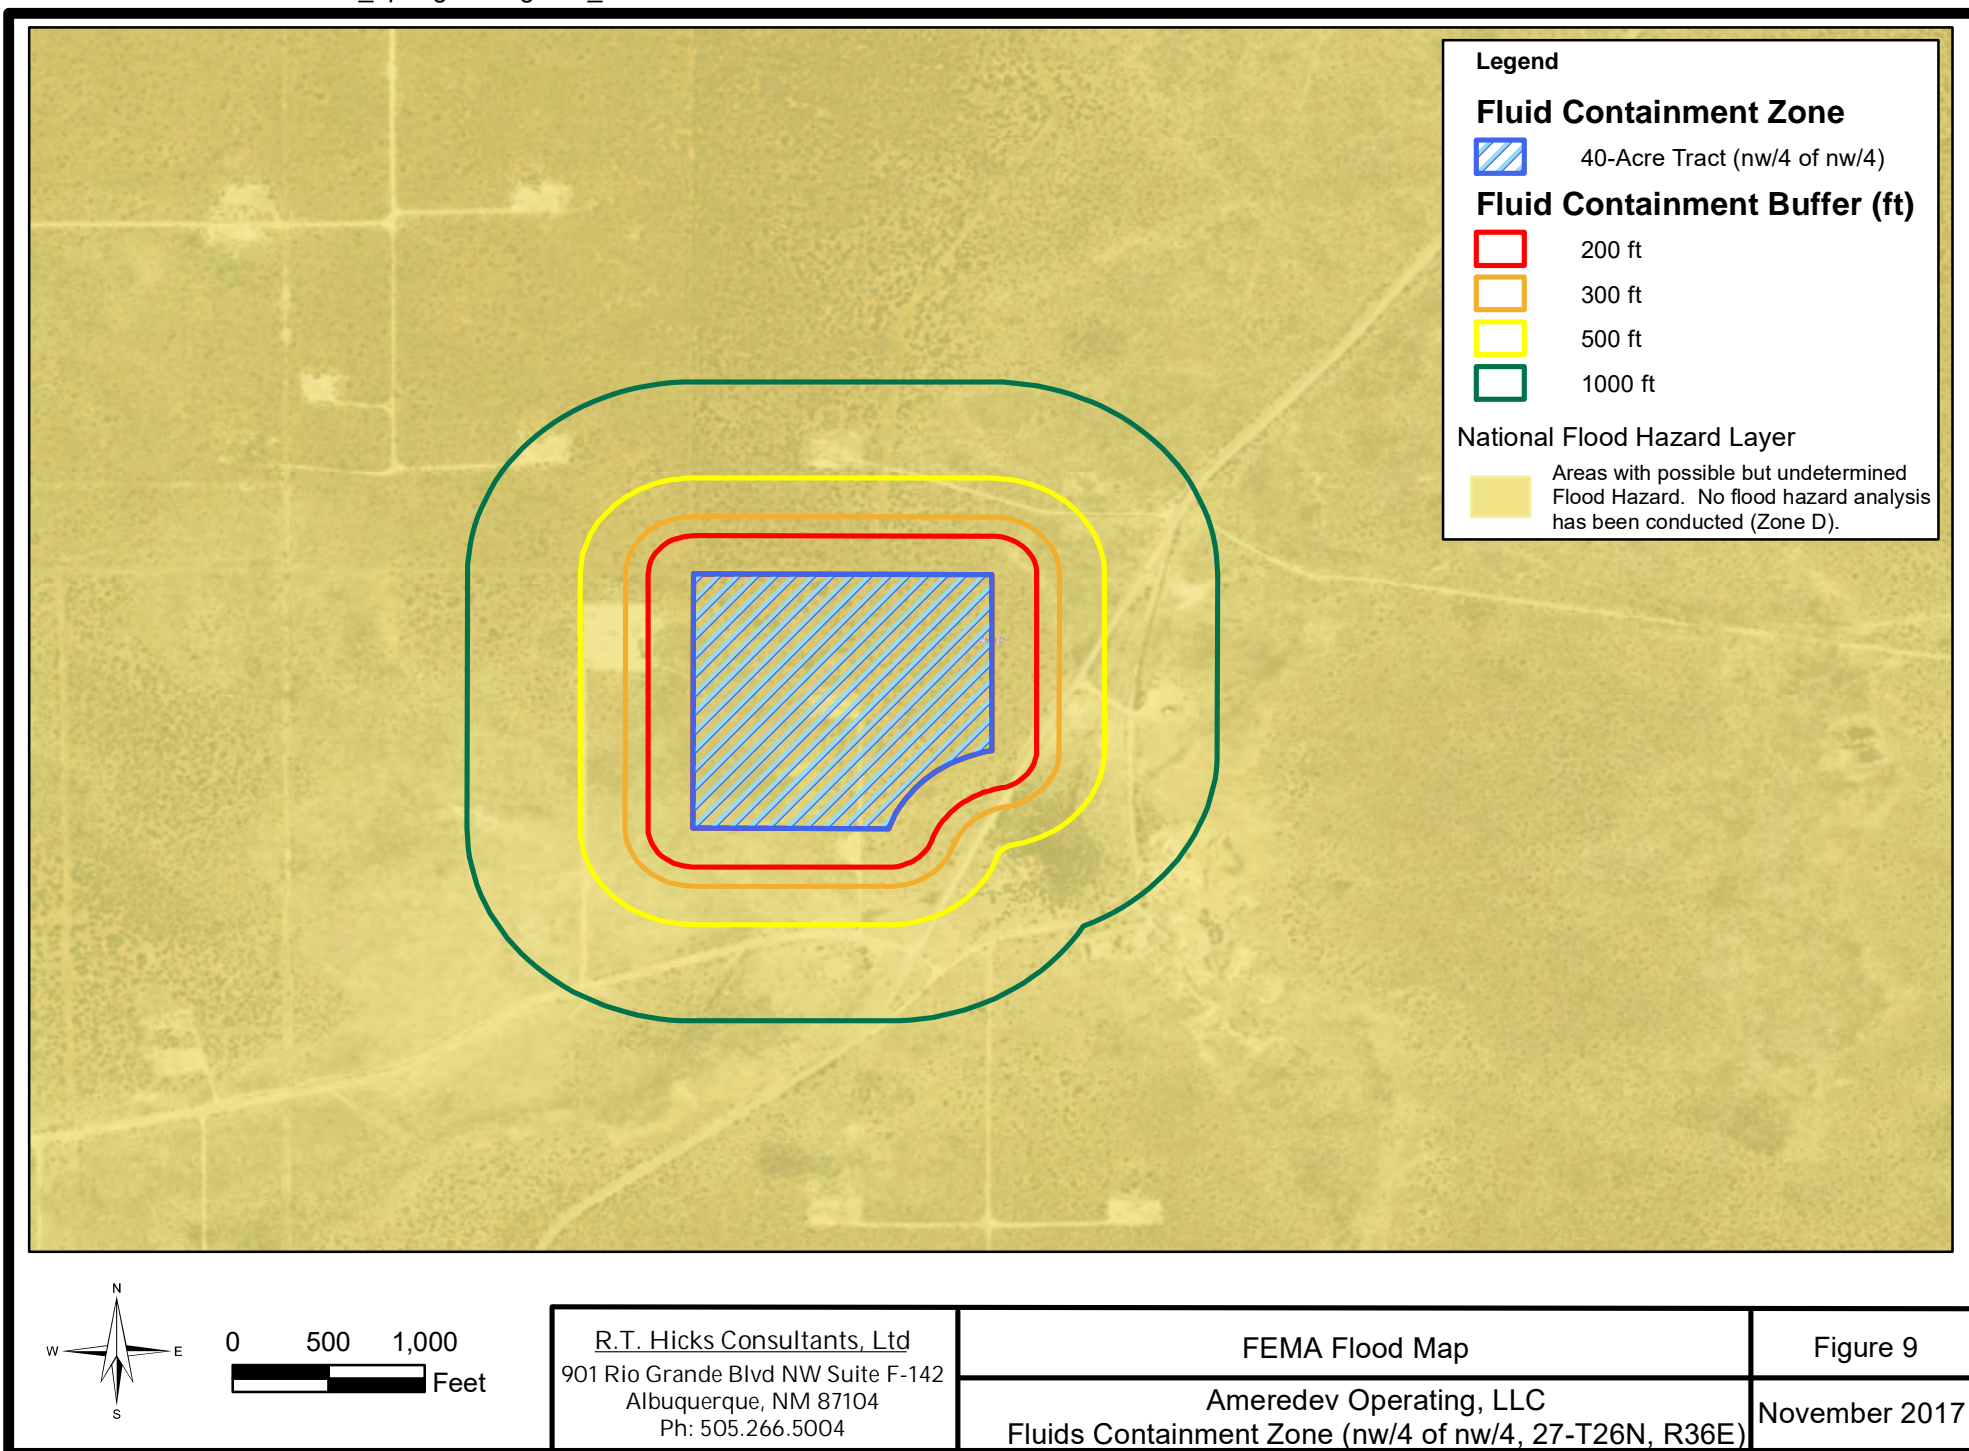 Legend
Fluid Containment Zone
40-Acre Tract (nw/4 of nw/4)
Fluid Containment Buffer (ft)
200 ft
300 ft
500 ft
1000 ft
National Flood Hazard Layer
Areas with possible but undetermined
Flood Hazard. No flood hazard analysis
has been conducted (Zone D).
N
W E
S
0 500 1,000
Feet
R.T. Hicks Consultants, Ltd
901 Rio Grande Blvd NW Suite F-142
Albuquerque, NM 87104
Ph: 505.266.5004
FEMA Flood Map
Ameredev Operating, LLC
Fluids Containment Zone (nw/4 of nw/4, 27-T26N, R36E)
Figure 9
November 2017